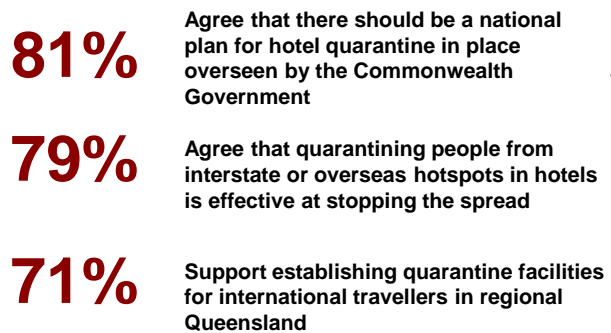 81%
Agree that there should be a national
plan for hotel quarantine in place
overseen by the Commonwealth
Government
79%
Agree that quarantining people from
interstate or overseas hotspots in hotels
is effective at stopping the spread
71%
Support establishing quarantine facilities
for international travellers in regional
Queensland